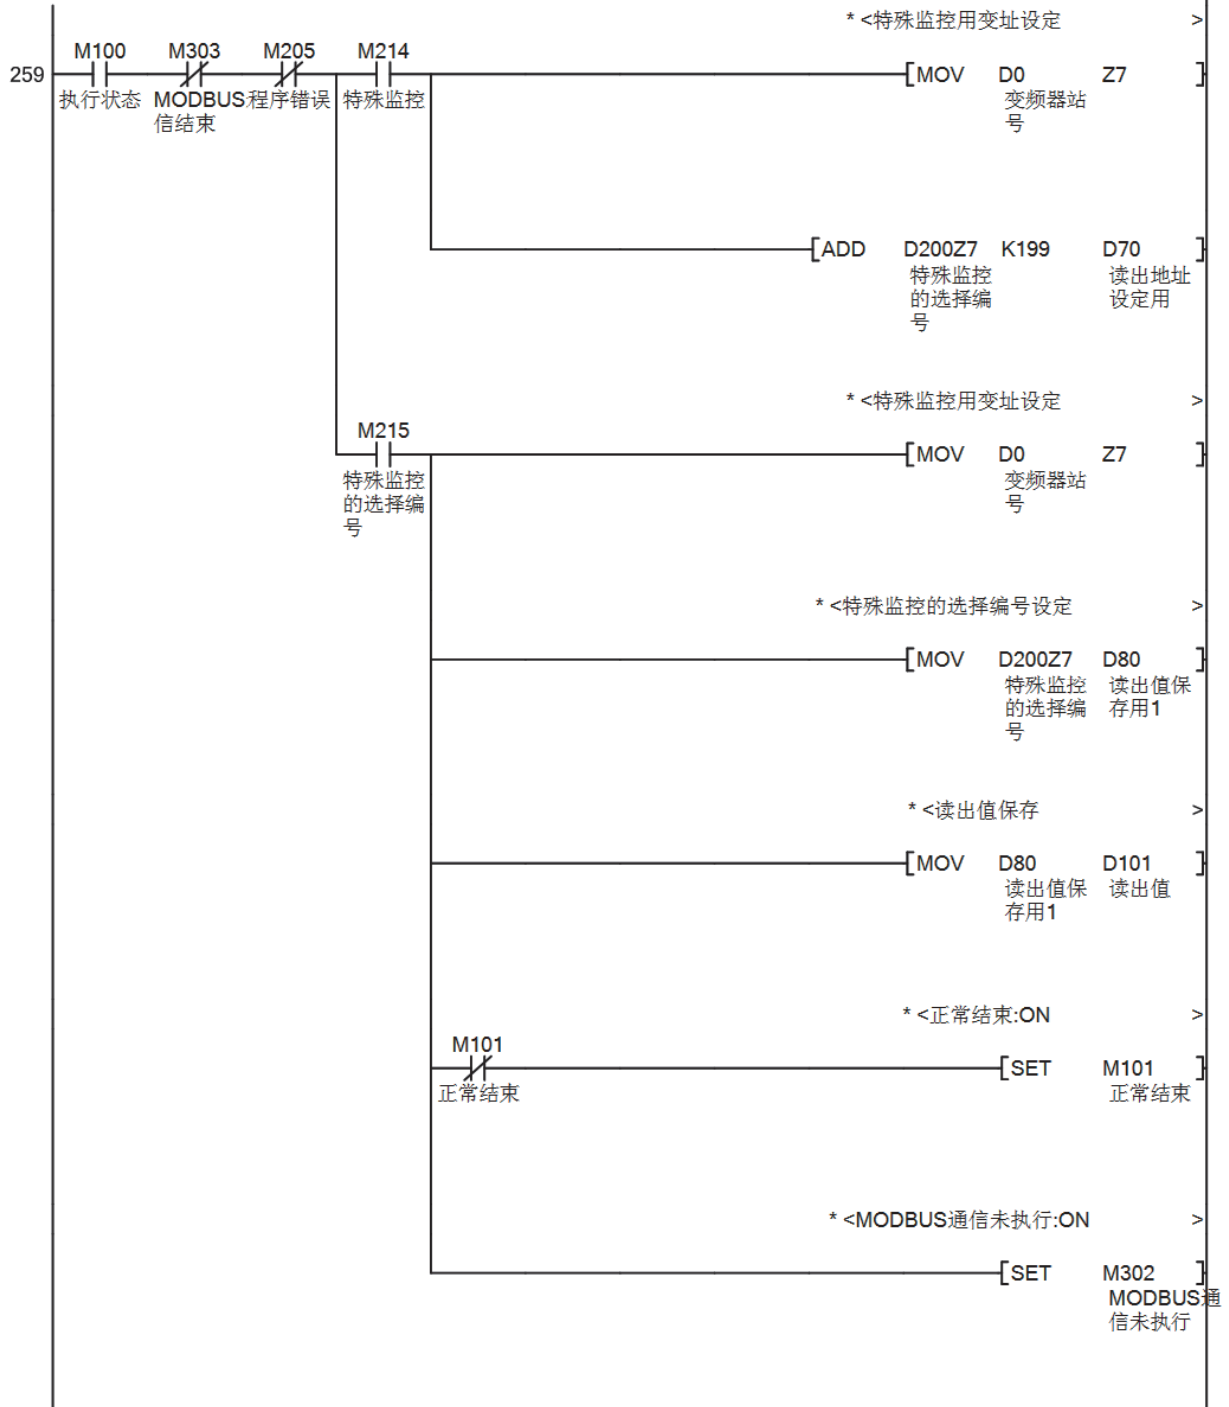 * <特殊监控用变址设定 >
M100 M303 M205 M214
259 [MOV D0 Z7 ]
执行状态 MODBUS 程序错误 特殊监控 变频器站
信结束 号
[ADD D200Z7 K199 D70 ]
特殊监控 读出地址
的选择编 设定用
号
* <特殊监控用变址设定 >
M215
[MOV D0 Z7 ]
特殊监控 变频器站
的选择编 号
号
* <特殊监控的选择编号设定 >
[MOV D200Z7 D80 ]
特殊监控 读出值保
的选择编 存用1
号
* <读出值保存 >
[MOV D80 D101 ]
读出值保 读出值
存用1
* <正常结束:ON >
M101
[SET M101 ]
正常结束 正常结束
* <MODBUS通信未执行:ON >
[SET M302 ]
MODBUS通
信未执行